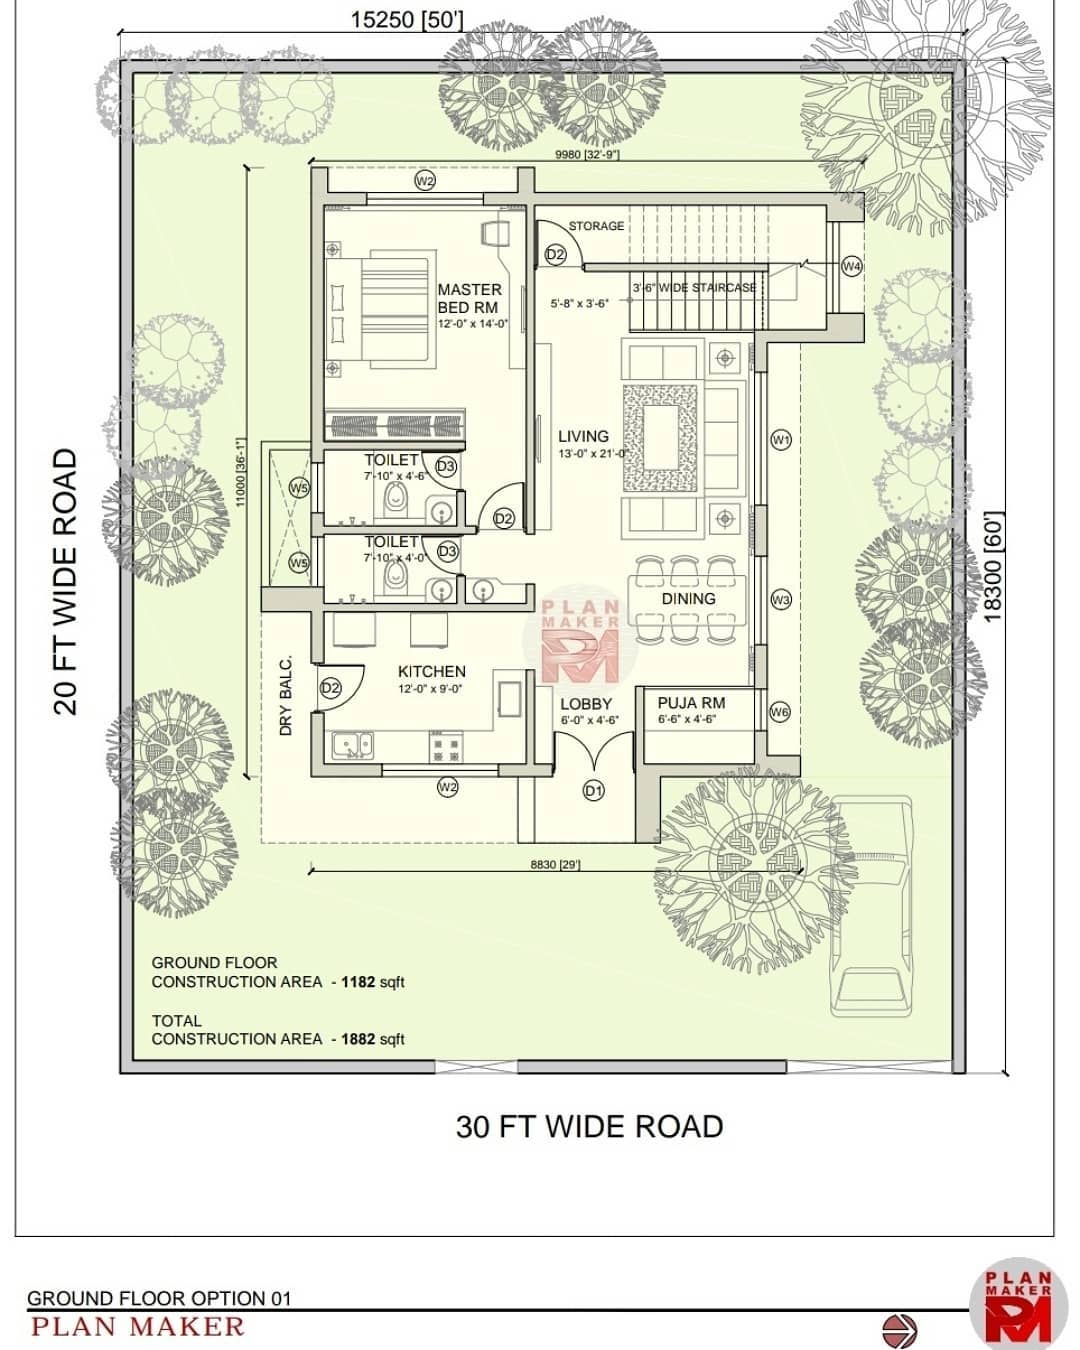 15250 [50']
9980 [32'-9"]
W2
STORAGE
D2
W4
3'-6" WIDE STAIRCASE
5'-8" x 3'-6"
MASTER
BED RM
12'-0" x 14'-0"
11000 [36'-1"]
LIVING
13'-0" x 21'-0"
W1
TOILET
7'-10" x 4'-6"
D3
W5
D2
TOILET
7'-10" x 4'-0"
D3
W5
20 FT WIDE ROAD
18300 [60']
PLAN
MAKER
PM
DINING
W3
KITCHEN
12'-0" x 9'-0"
D2
DRY BALC.
LOBBY
6'-0" x 4'-6"
PUJA RM
6'-6" x 4'-6"
W6
W2
D1
8830 [29']
GROUND FLOOR
CONSTRUCTION AREA - 1182 sqft
TOTAL
CONSTRUCTION AREA - 1882 sqft
30 FT WIDE ROAD
GROUND FLOOR OPTION 01
PLAN MAKER
PLAN
MAKER
PM